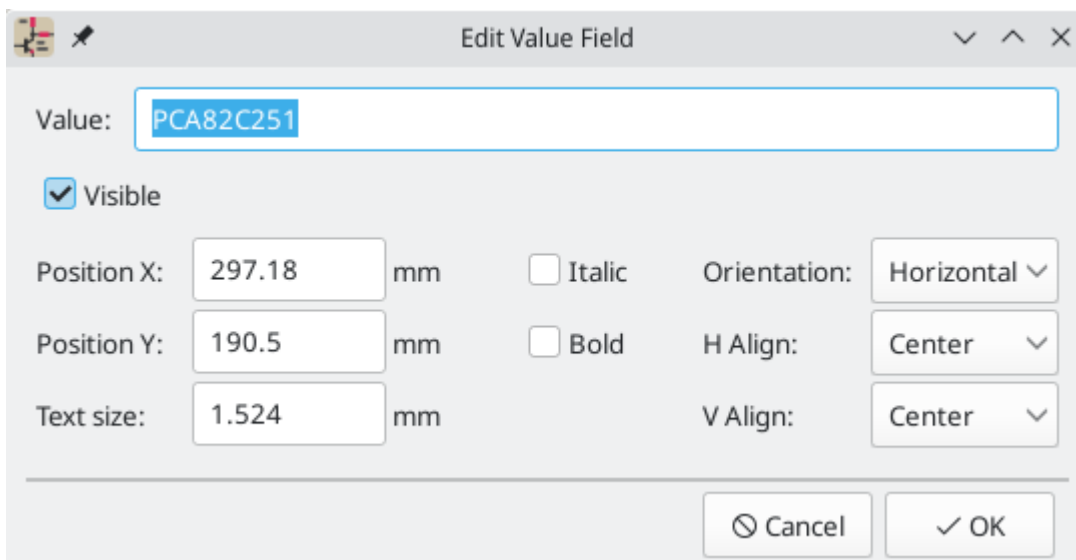 Edit Value Field
Value: PCA82C251
Visible
Position X: 297.18 mm Italic Orientation: Horizontal
Position Y: 190.5 mm Bold H Align: Center
Text size: 1.524 mm V Align: Center
Cancel OK